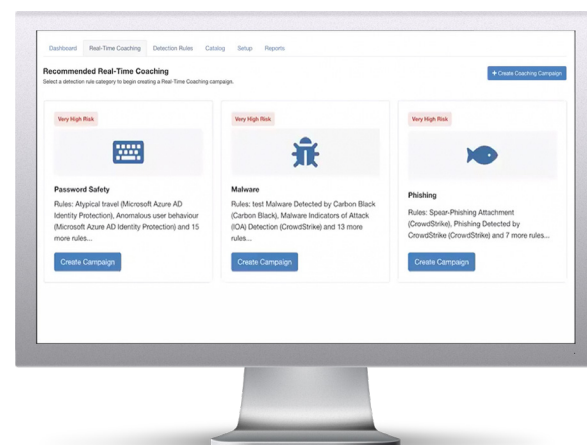 Dashboard Real-Time Coaching Detection Rules Catalog Setup Reports
Recommended Real-Time Coaching
Select a detection rule category to begin creating a Real-Time Coaching campaign.
+ Create Coaching Campaign
Very High Risk
Password Safety
Rules: Atypical travel (Microsoft Azure AD
Identity Protection), Anomalous user behaviour
(Microsoft Azure AD Identity Protection) and 15
more rules...
Create Campaign
Very High Risk
Malware
Rules: test Malware Detected by Carbon Black
(Carbon Black), Malware Indicators of Attack
(IOA) Detection (CrowdStrike) and 13 more
rules...
Create Campaign
Very High Risk
Phishing
Rules: Spear-Phishing Attachment
(CrowdStrike), Phishing Detected by
CrowdStrike (CrowdStrike) and 7 more rules...
Create Campaign